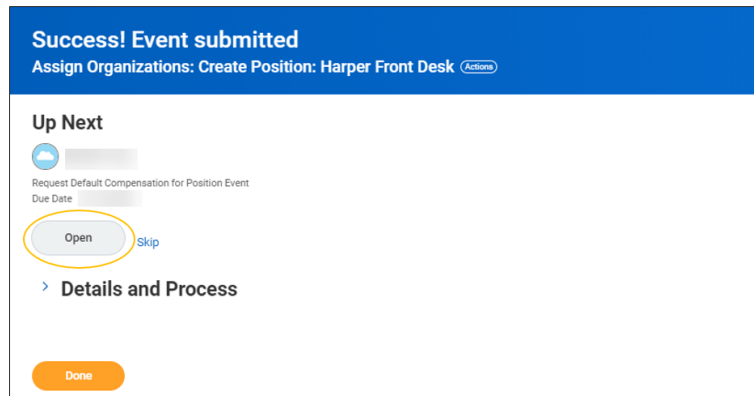 Success! Event submitted
Assign Organizations: Create Position: Harper Front Desk Actions
Up Next
Request Default Compensation for Position Event
Due Date
Open Skip
Details and Process
Done